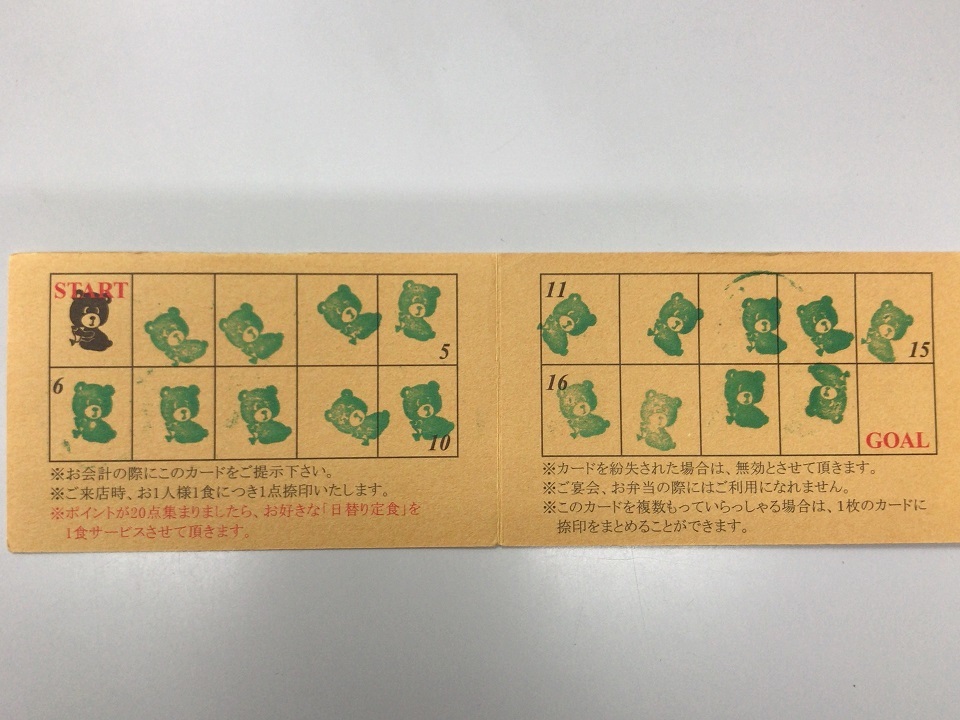 START
5
6
10
※お会計の際にこのカードをご提示下さい。
※ご来店時、お1人様1食につき1点捺印いたします。
※ポイントが20点集まりましたら、お好きな「日替り定食」を
1食サービスさせて頂きます。
11
15
16
GOAL
※カードを紛失された場合は、無効とさせて頂きます。
※ご宴会、お弁当の際にはご利用になれません。
※このカードを複数もっていらっしゃる場合は、1枚のカードに
捺印をまとめることができます。